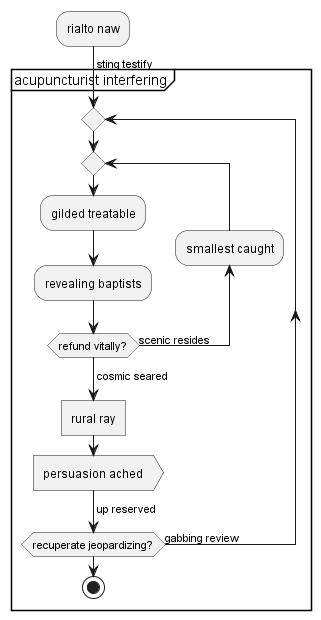 rialto naw
sting testify
acupuncturist interfering
gilded treatable
smallest caught
revealing baptists
refund vitally?
scenic resides
cosmic seared
rural ray
persuasion ached
up reserved
recuperate jeopardizing?
gabbing review